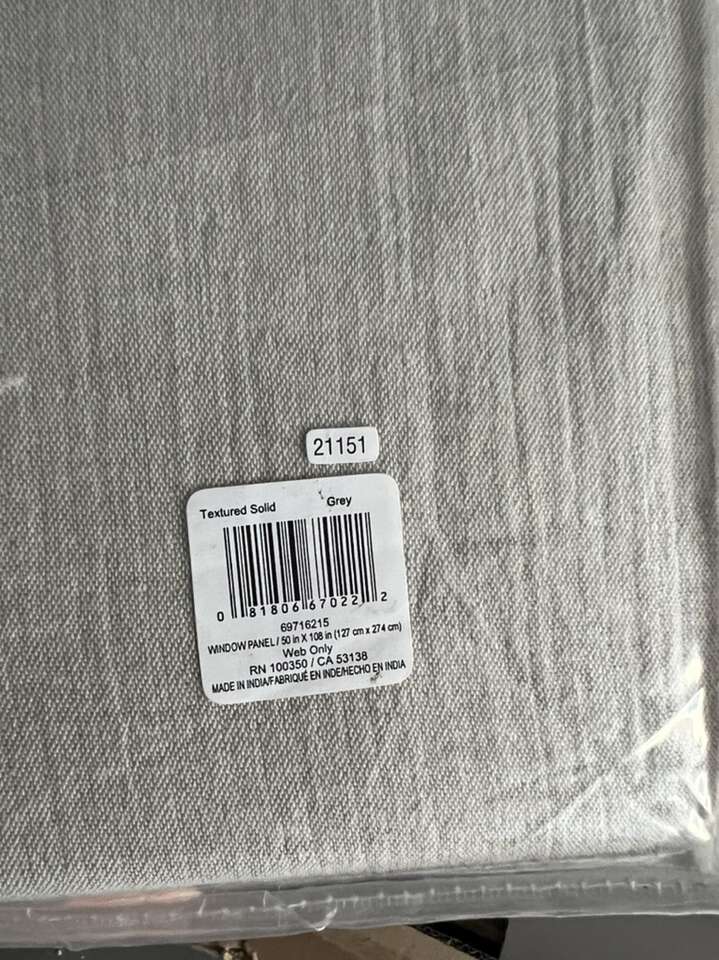 21151
Textured Solid Grey
0 81806 67022 2
69716215
WINDOW PANEL / 50 in X 108 in (127 cm x 274 cm)
Web Only
RN 100350 / CA 53138
MADE IN INDIA/FABRIQUÉ EN INDE/HECHO EN INDIA